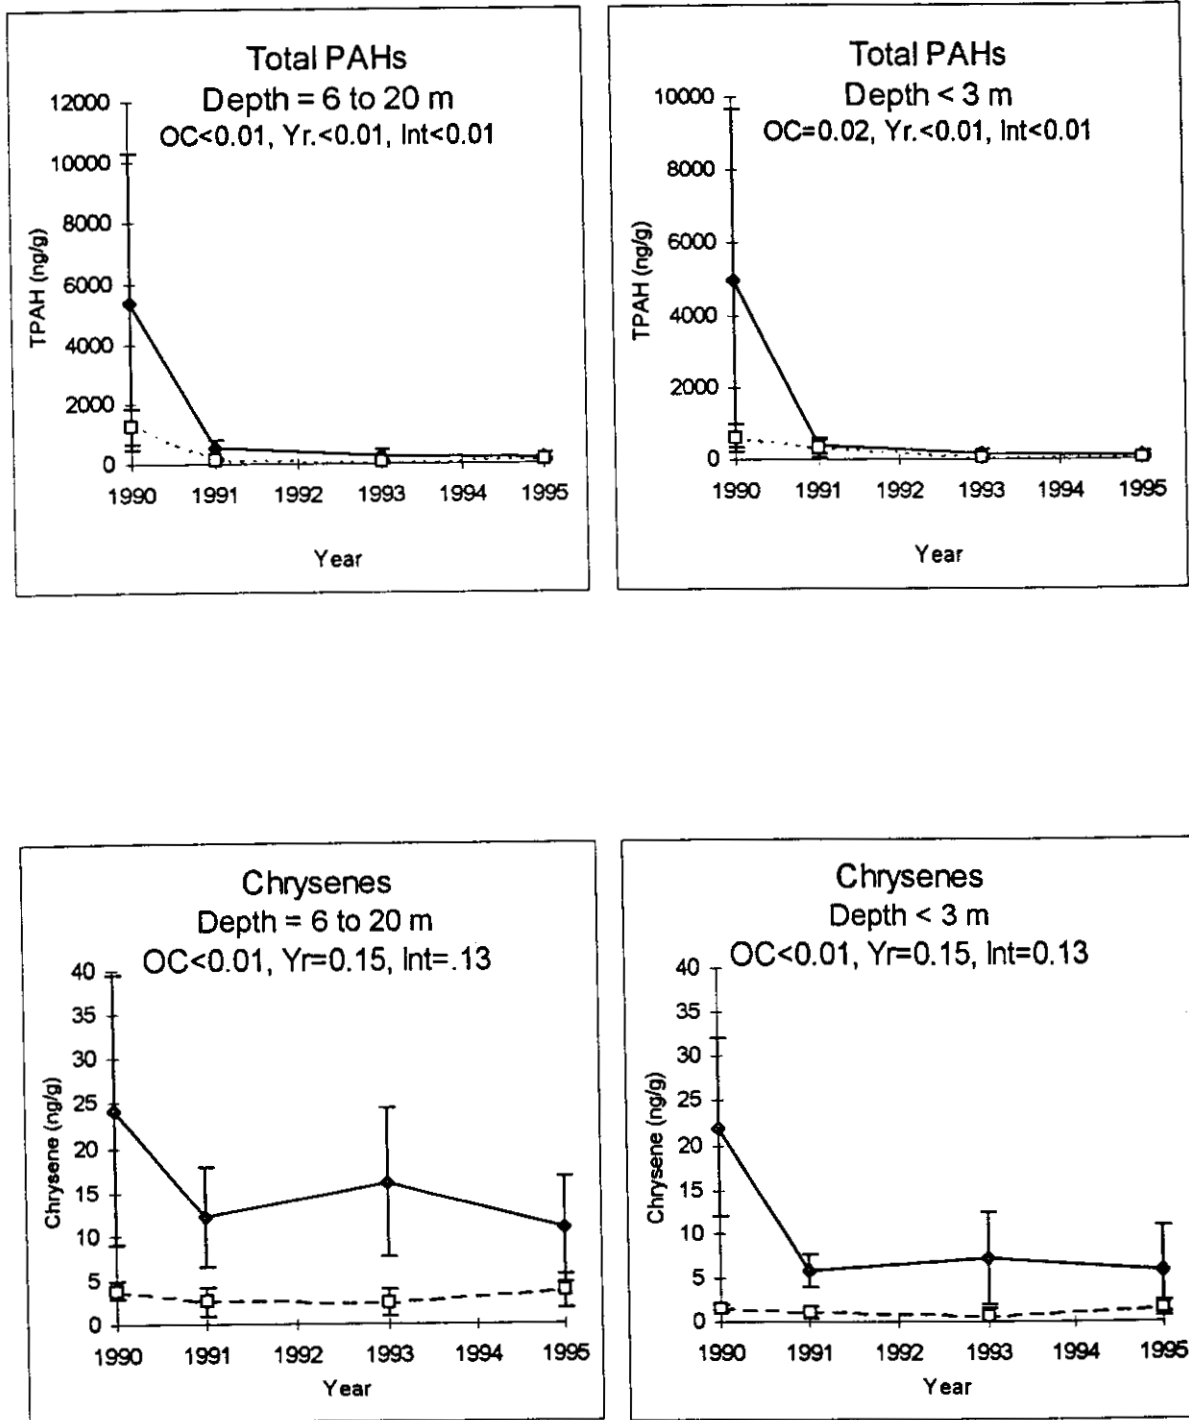 Total PAHs
Depth = 6 to 20 m
OC<0.01, Yr.<0.01, Int<0.01
12000
10000
8000
6000
4000
2000
0
TPAH (ng/g)
1990 1991 1992 1993 1994 1995
Year
Total PAHs
Depth < 3 m
OC=0.02, Yr.<0.01, Int<0.01
10000
8000
6000
4000
2000
0
TPAH (ng/g)
1990 1991 1992 1993 1994 1995
Year
Chrysenes
Depth = 6 to 20 m
OC<0.01, Yr=0.15, Int=.13
40
35
30
25
20
15
10
5
0
Chrysene (ng/g)
1990 1991 1992 1993 1994 1995
Year
Chrysenes
Depth < 3 m
OC<0.01, Yr=0.15, Int=0.13
40
35
30
25
20
15
10
5
0
Chrysene (ng/g)
1990 1991 1992 1993 1994 1995
Year